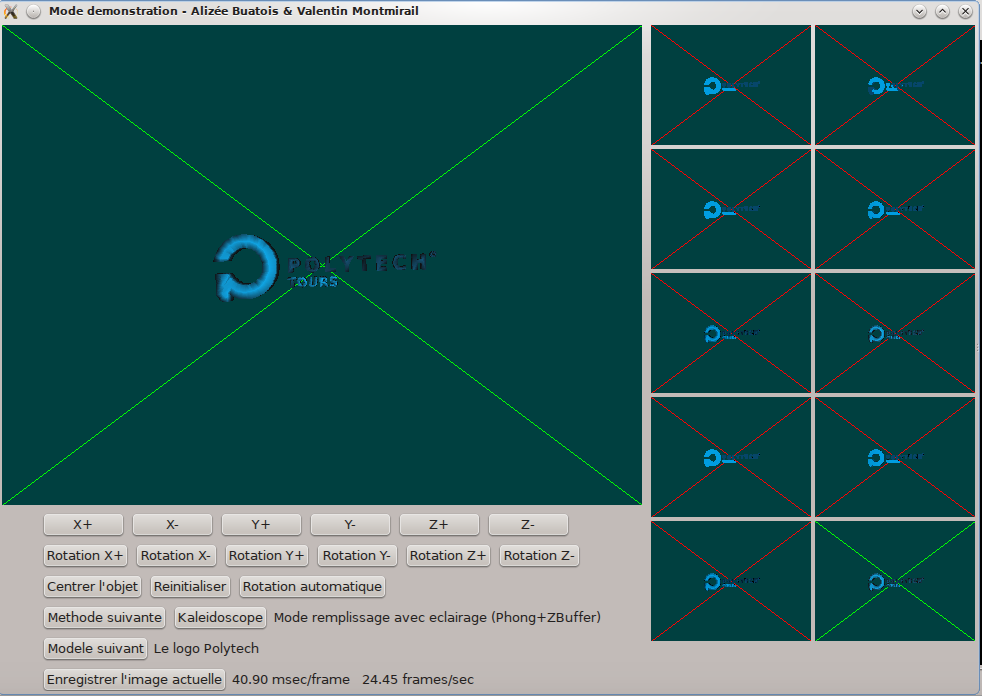 Mode demonstration - Alizée Buatois & Valentin Montmirail
POLYTECH
TOURS
X+ X- Y+ Y- Z+ Z-
Rotation X+ Rotation X- Rotation Y+ Rotation Y- Rotation Z+ Rotation Z-
Centrer l'objet Reinitialiser Rotation automatique
Methode suivante Kaleidoscope Mode remplissage avec eclairage (Phong+ZBuffer)
Modele suivant Le logo Polytech
Enregistrer l'image actuelle 40.90 msec/frame 24.45 frames/sec